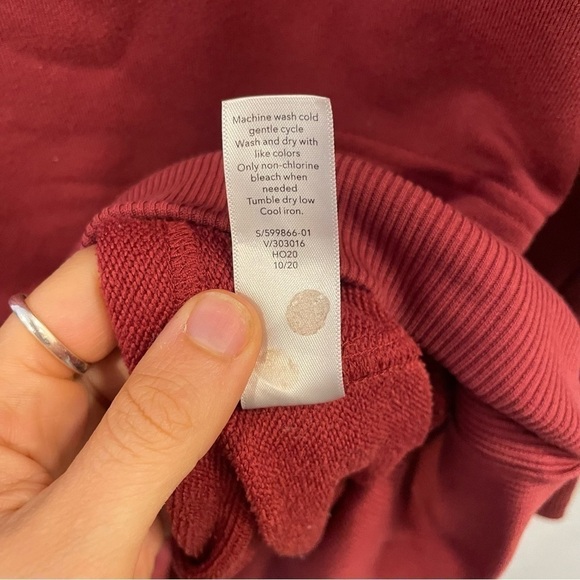 Machine wash cold
gentle cycle
Wash and dry with
like colors
Only non-chlorine
bleach when
needed
Tumble dry low
Cool iron.
S/599866-01
V/303016
HO20
10/20